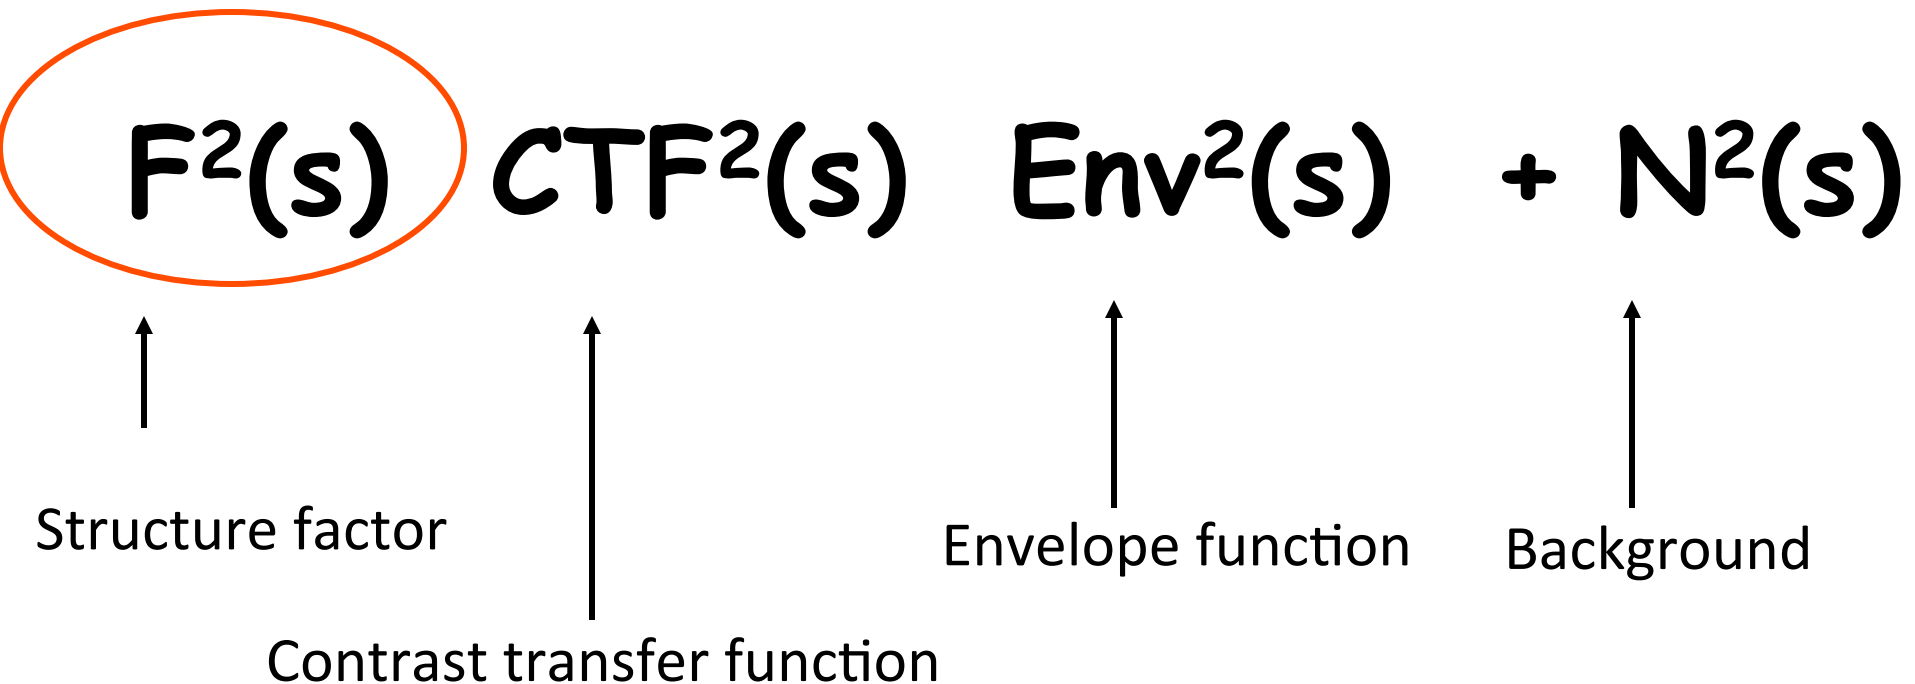 F²(s) CTF²(s) Env²(s) + N²(s)
Structure factor
Envelope function
Background
Contrast transfer function